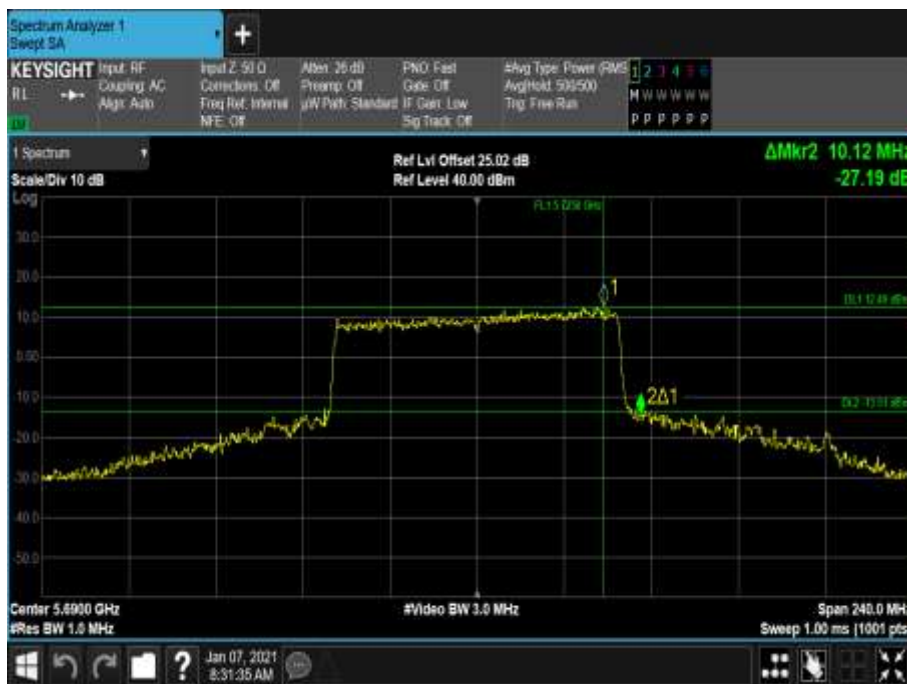 Spectrum Analyzer 1
Swept SA
+
KEYSIGHT
RL
Input: RF
Coupling: AC
Align: Auto
Input Z: 50 Ω
Corrections: Off
Freq Ref: Internal
NFE: Off
Atten: 26 dB
Preamp: Off
µW Path: Standard
PNO: Fast
Gate: Off
IF Gain: Low
Sig Track: Off
#Avg Type: Power (RMS
Avg|Hold: 500/500
Trig: Free Run
1 2 3 4 5 6
M W W W W W
P P P P P P
1 Spectrum
Scale/Div 10 dB
Log
Ref Lvl Offset 25.02 dB
Ref Level 40.00 dBm
ΔMkr2 10.12 MHz
-27.19 dB
30.0
20.0
10.0
0.00
-10.0
-20.0
-30.0
-40.0
-50.0
1
DL1 12.49 dBm
2Δ1
Center 5.6900 GHz
#Res BW 1.0 MHz
#Video BW 3.0 MHz
Span 240.0 MHz
Sweep 1.00 ms (1001 pts
?
Jan 07, 2021
8:31:35 AM